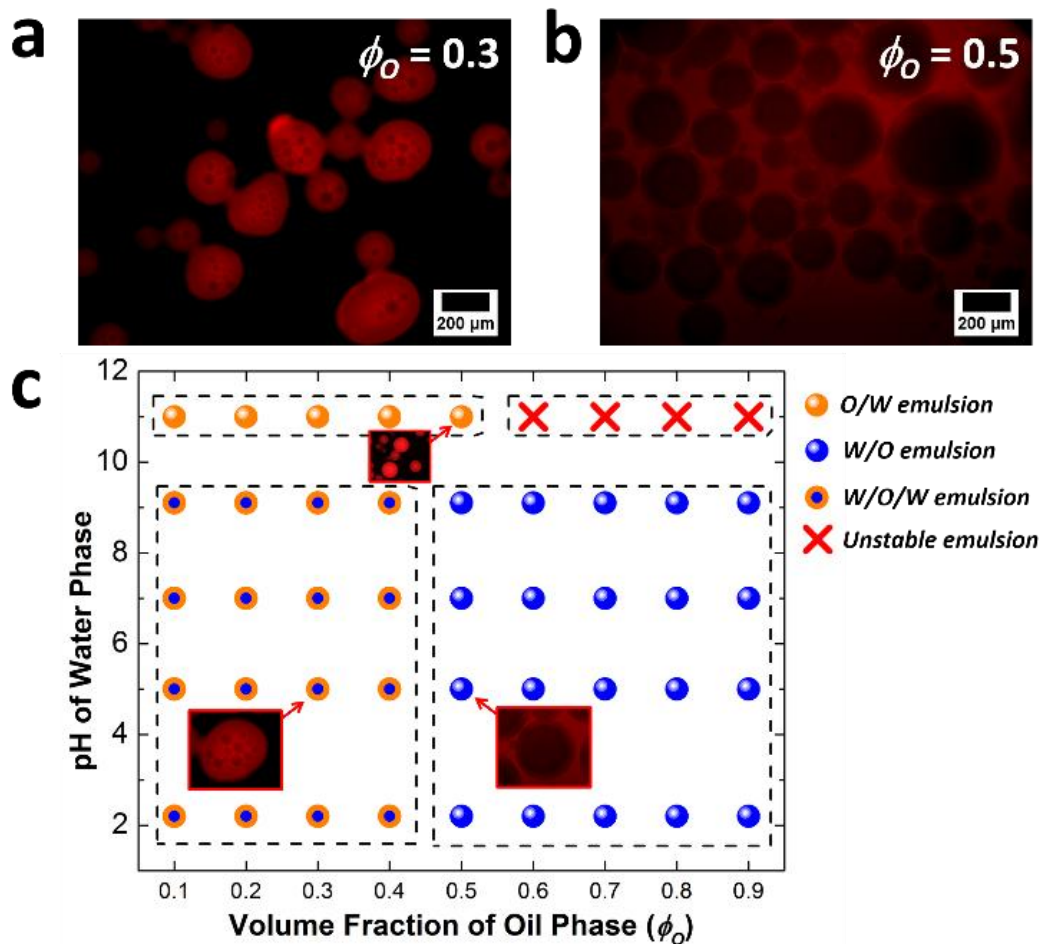 a
ϕO = 0.3
200 µm
b
ϕO = 0.5
200 µm
c
12
10
8
6
4
2
pH of Water Phase
0.1 0.2 0.3 0.4 0.5 0.6 0.7 0.8 0.9
Volume Fraction of Oil Phase (ϕO)
O/W emulsion
W/O emulsion
W/O/W emulsion
Unstable emulsion